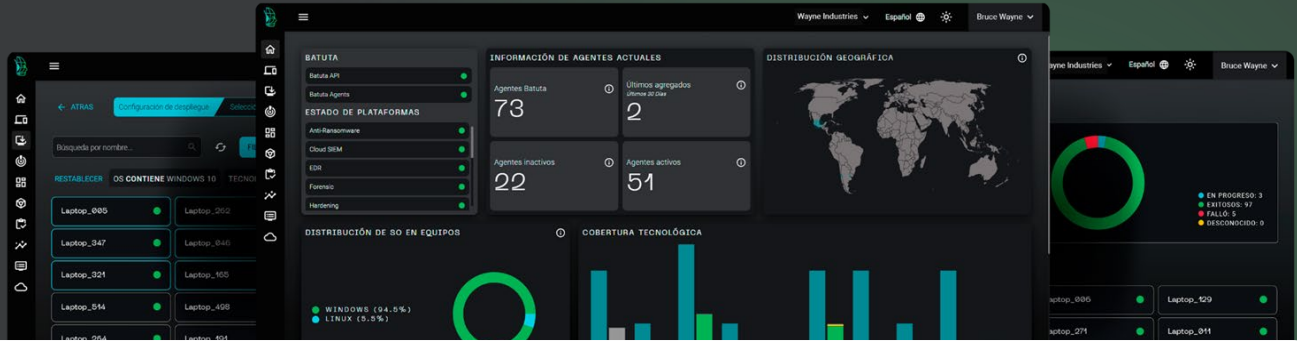 Wayne Industries
Español
Bruce Wayne
BATUTA
Batuta API
Batuta Agents
ESTADO DE PLATAFORMAS
Anti-Ransomware
Cloud SIEM
EDR
Forensic
Hardening
INFORMACIÓN DE AGENTES ACTUALES
Agentes Batuta
73
Últimos agregados
Últimos 30 Días
2
Agentes inactivos
22
Agentes activos
51
DISTRIBUCIÓN GEOGRÁFICA
DISTRIBUCIÓN DE SO EN EQUIPOS
WINDOWS (94.5%)
LINUX (5.5%)
COBERTURA TECNOLÓGICA
← ATRAS
Configuración de despliegue
Búsqueda por nombre...
RESTABLECER
OS CONTIENE WINDOWS 10
Laptop_005
Laptop_262
Laptop_347
Laptop_046
Laptop_321
Laptop_165
Laptop_514
Laptop_498
Laptop_264
Laptop_191
Industries
Español
Bruce Wayne
EN PROGRESO: 3
EXITOSOS: 97
FALLÓ: 5
DESCONOCIDO: 0
Laptop_129
Laptop_011